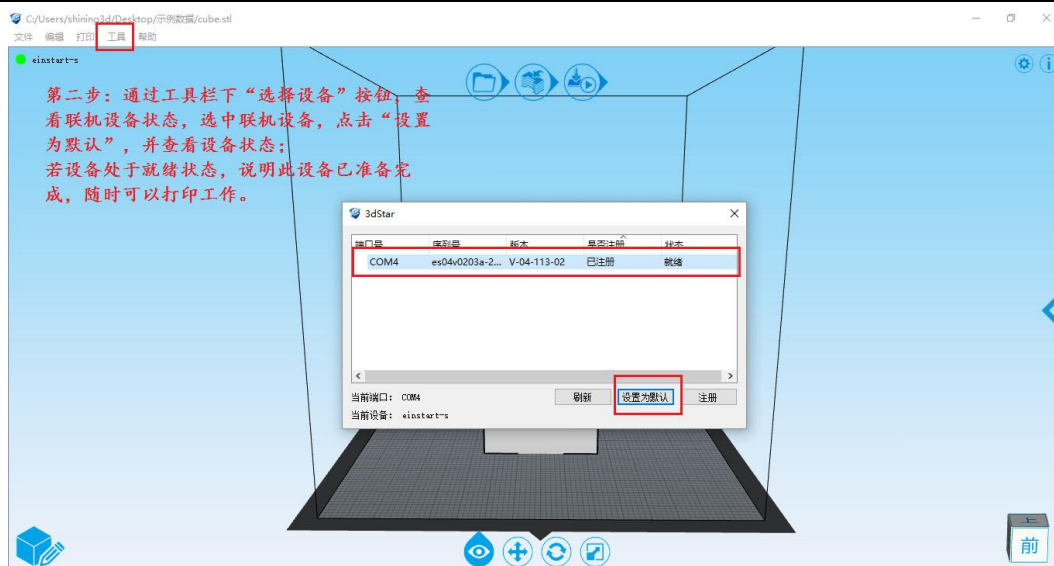 C:/Users/shining3d/Desktop/示例数据/cube.stl
文件 编辑 打印 工具 帮助
einstart-s
第二步：通过工具栏下“选择设备”按钮，查
看联机设备状态，选中联机设备，点击“设置
为默认”，并查看设备状态；
若设备处于就绪状态，说明此设备已准备完
成，随时可以打印工作。
3dStar
端口号 序列号 版本 是否注册 状态
COM4 es04v0203a-2... V-04-113-02 已注册 就绪
当前端口： COM4 刷新 设置为默认 注册
当前设备： einstart-s
上
前